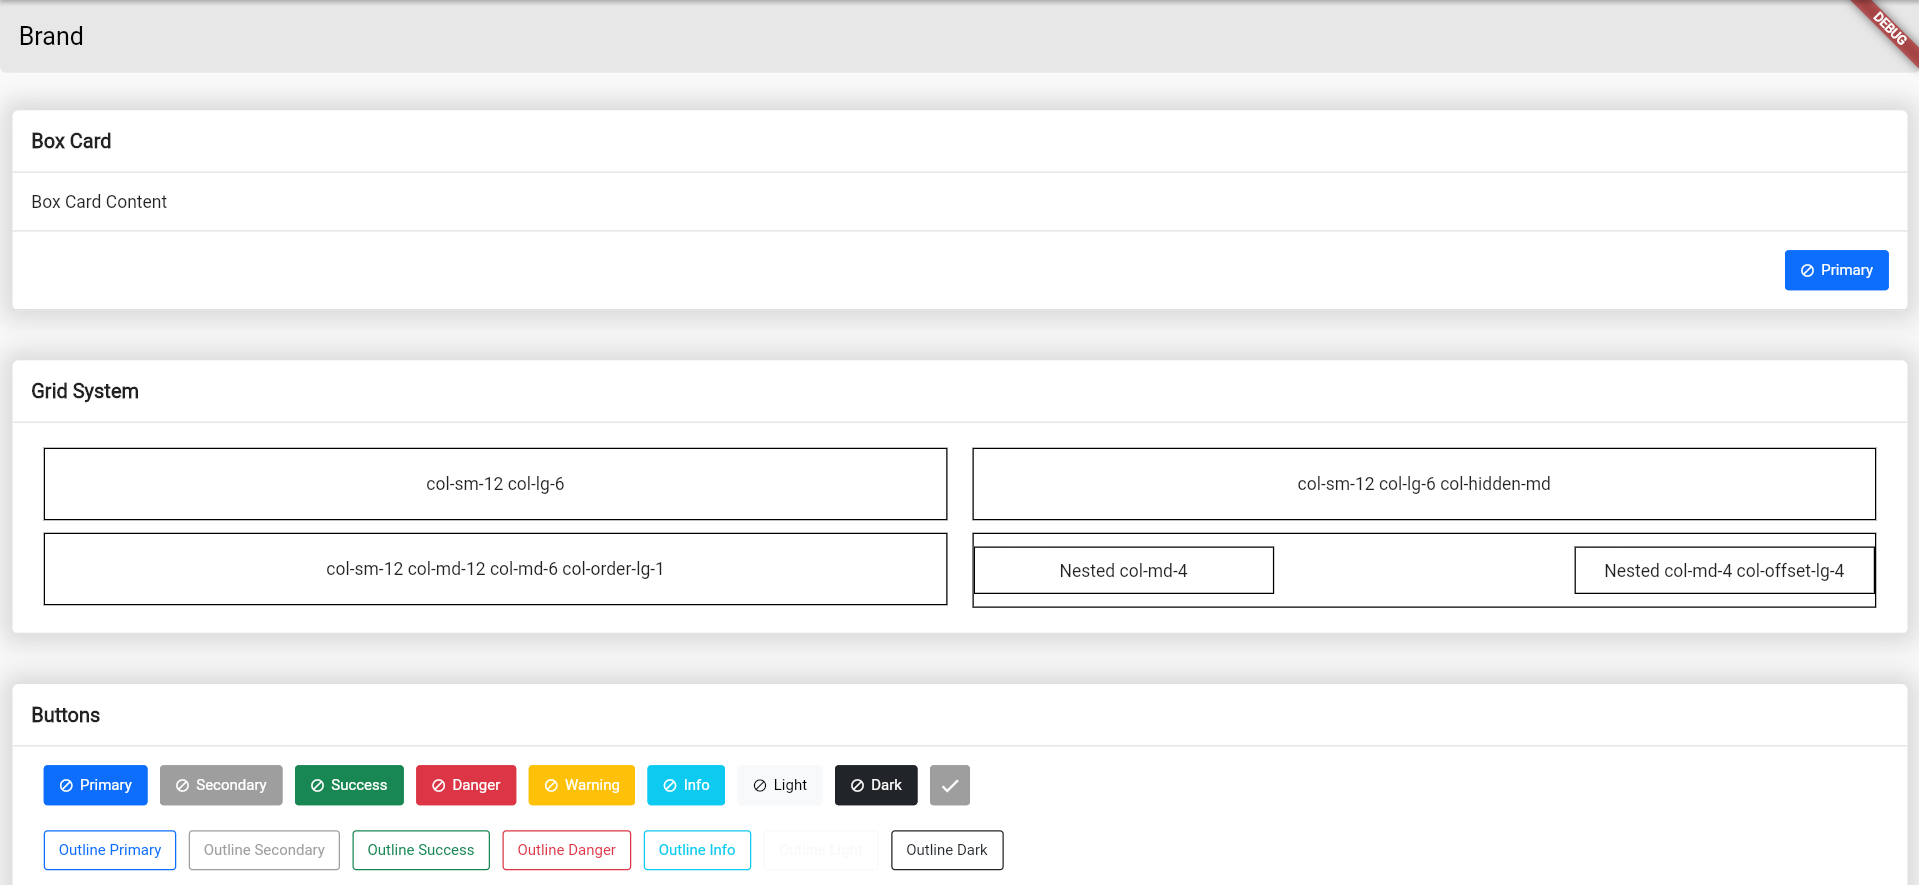 Brand
DEBUG
Box Card
Box Card Content
Primary
Grid System
col-sm-12 col-lg-6
col-sm-12 col-lg-6 col-hidden-md
col-sm-12 col-md-12 col-md-6 col-order-lg-1
Nested col-md-4
Nested col-md-4 col-offset-lg-4
Buttons
Primary Secondary Success Danger Warning Info Light Dark
Outline Primary Outline Secondary Outline Success Outline Danger Outline Info Outline Light Outline Dark